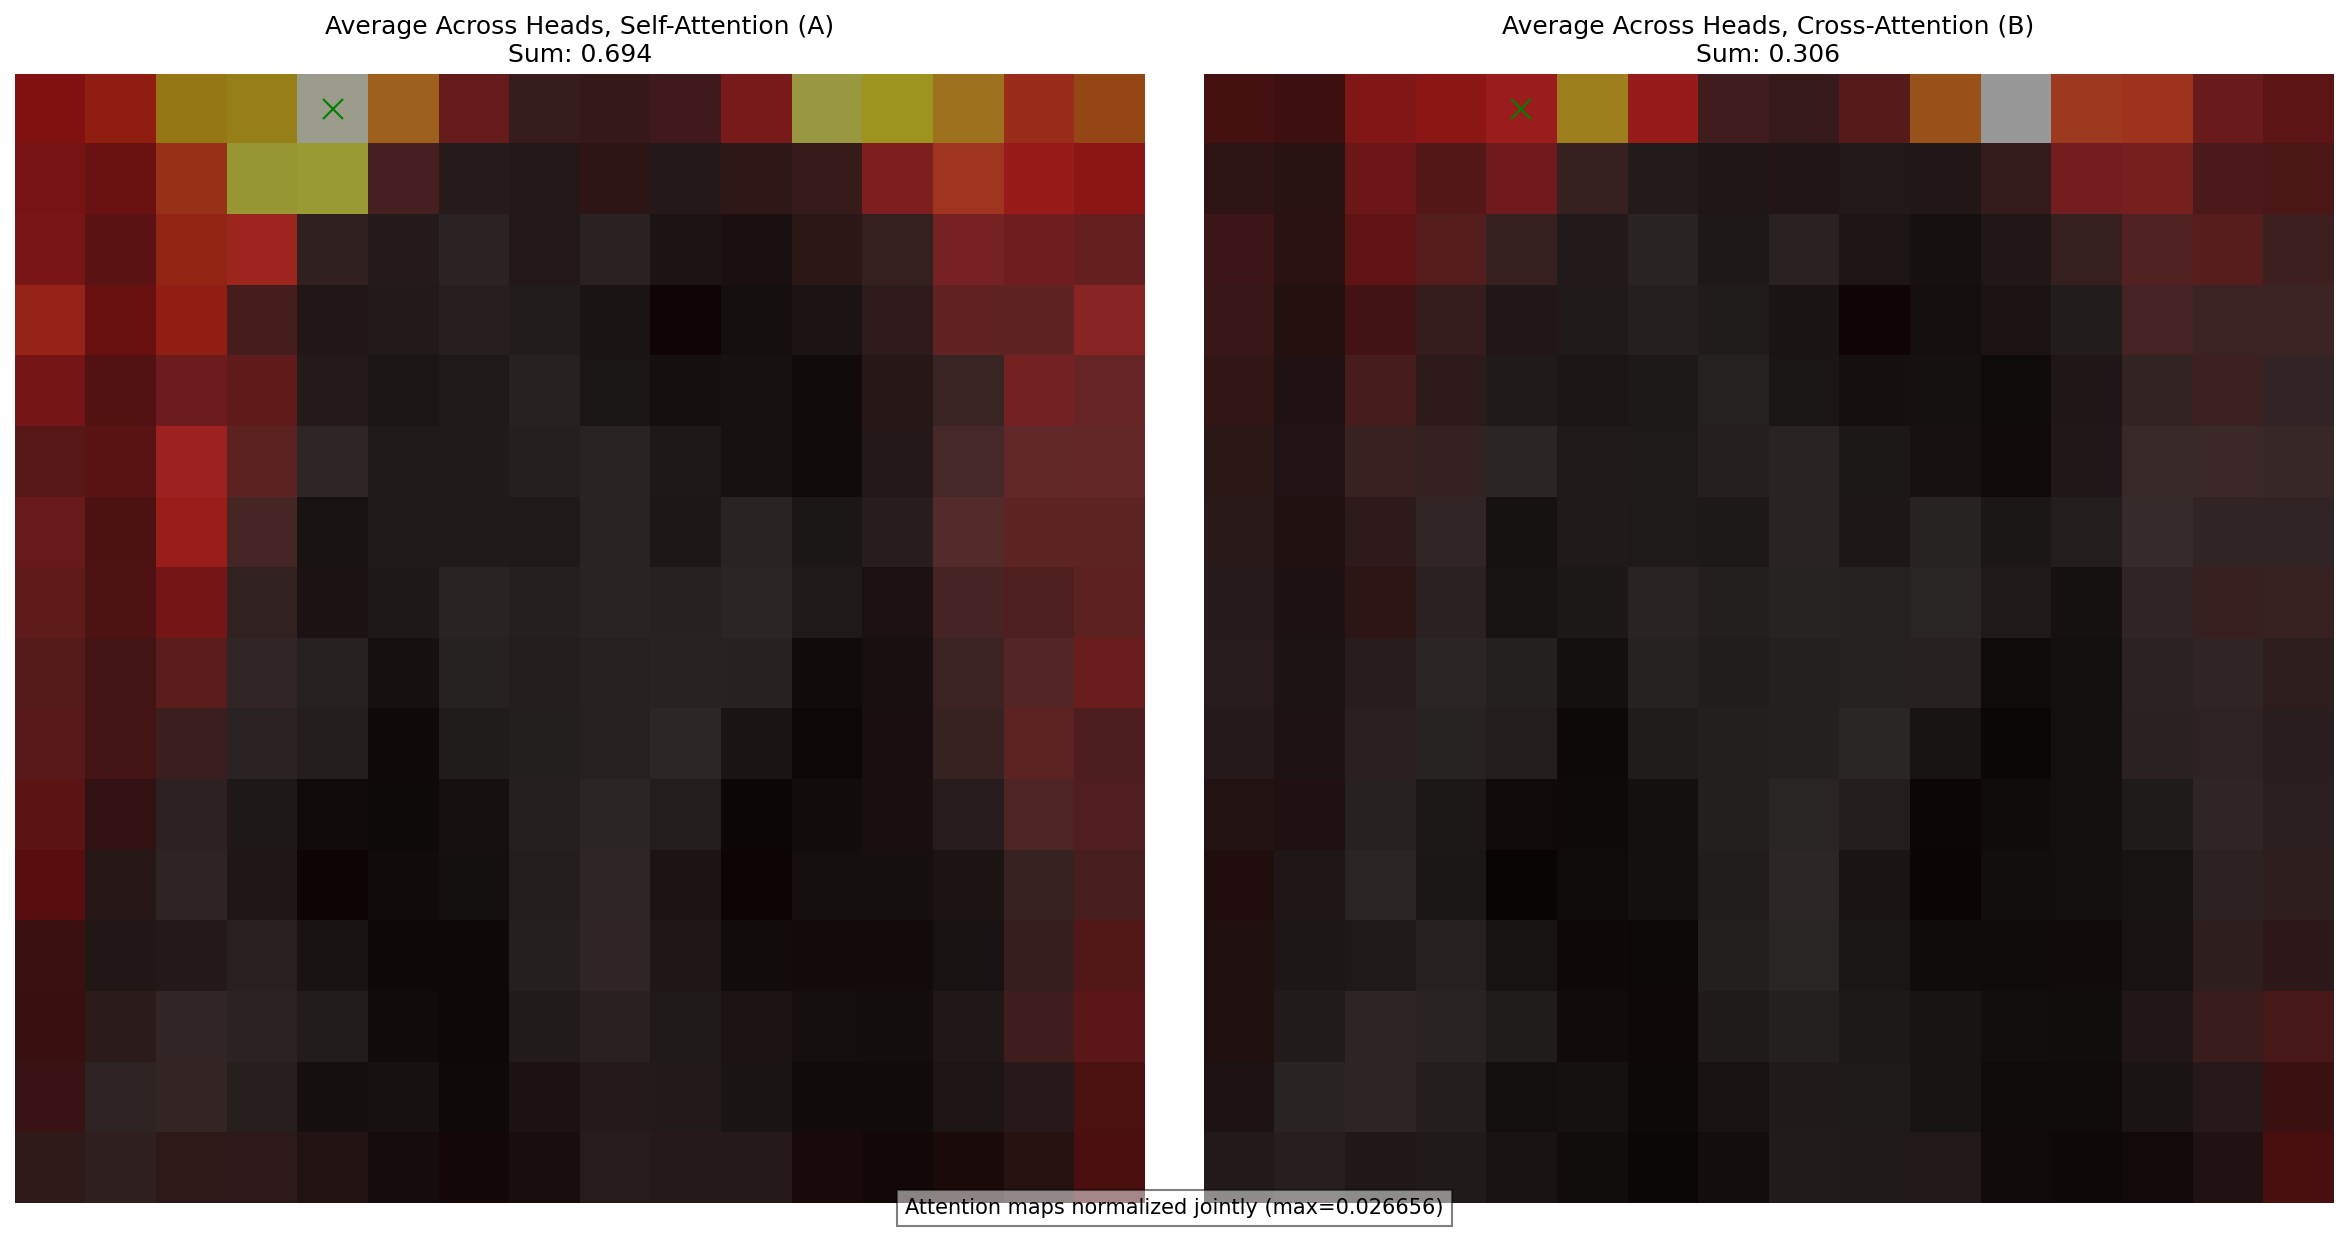 Average Across Heads, Self-Attention (A)
Sum: 0.694
Average Across Heads, Cross-Attention (B)
Sum: 0.306
Attention maps normalized jointly (max=0.026656)